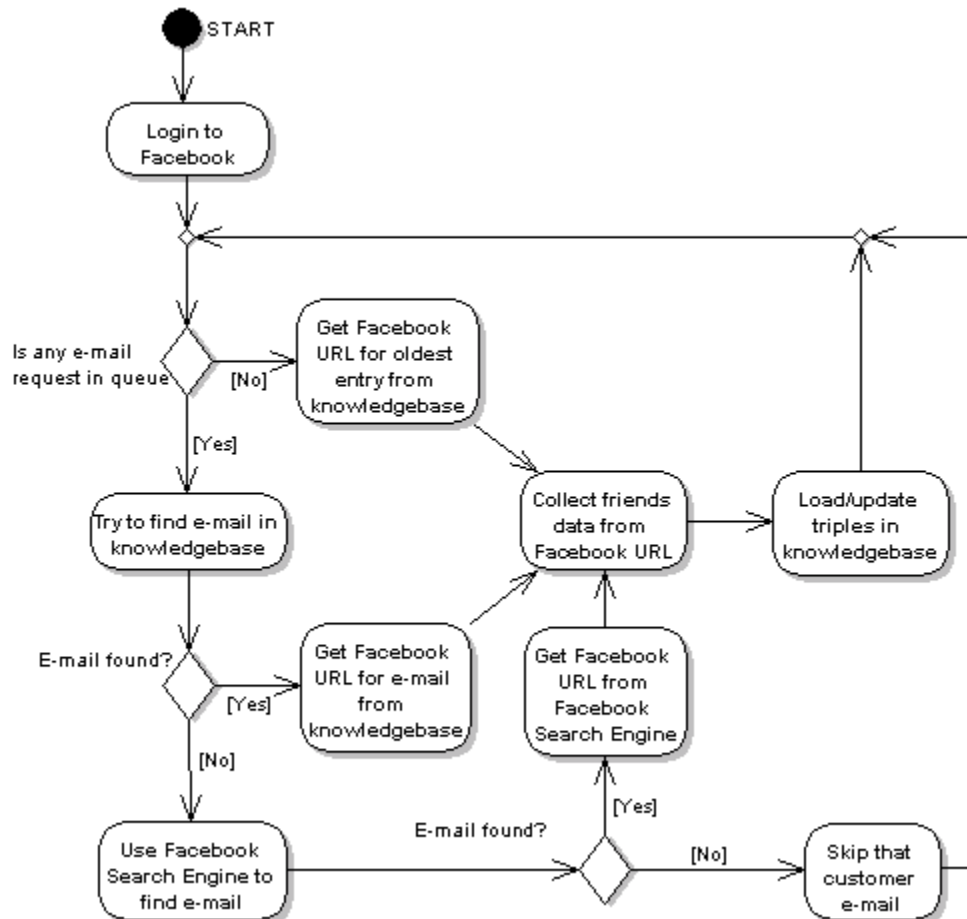 START
Login to
Facebook
Is any e-mail
request in queue
[No]
Get Facebook
URL for oldest
entry from
knowledgebase
[Yes]
Try to find e-mail in
knowledgebase
Collect friends
data from
Facebook URL
Load/update
triples in
knowledgebase
E-mail found?
[Yes]
Get Facebook
URL for e-mail
from
knowledgebase
Get Facebook
URL from
Facebook
Search Engine
[No]
Use Facebook
Search Engine to
find e-mail
E-mail found?
[Yes]
[No]
Skip that
customer
e-mail